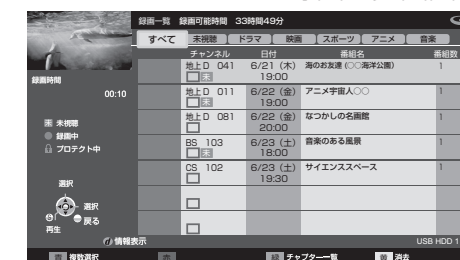 録画一覧 録画可能時間 33時間49分
すべて 未視聴 ドラマ 映画 スポーツ アニメ 音楽
チャンネル 日付 番組名 番組数
地上D 041 6/21 (木) 海のお友達 (○○海洋公園) 1
未 19:00
録画時間
00:10
地上D 011 6/22 (金) アニメ宇宙人○○ 1
未 19:00
地上D 081 6/22 (金) なつかしの名画館 1
20:00
未 未視聴
録画中
プロテクト中
BS 103 6/23 (土) 音楽のある風景 1
未 18:00
CS 102 6/23 (土) サイエンススペース 1
19:30
選択
選択
戻る
再生
情報表示 USB HDD 1
青 複数選択 緑 チャプター一覧 黄 消去